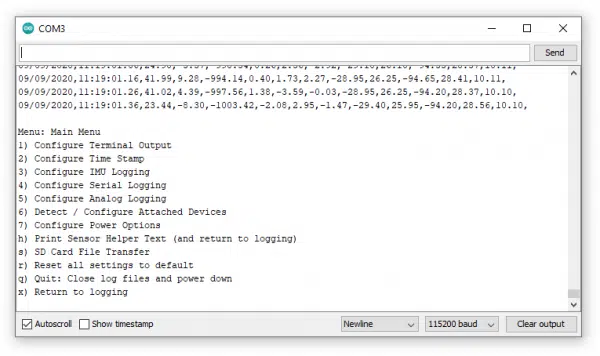 COM3
Send
09/09/2020,11:19:01.16,41.99,9.28,-994.14,0.40,1.73,2.27,-28.95,26.25,-94.65,28.41,10.11,
09/09/2020,11:19:01.26,41.02,4.39,-997.56,1.38,-3.59,-0.03,-28.95,26.25,-94.20,28.37,10.10,
09/09/2020,11:19:01.36,23.44,-8.30,-1003.42,-2.08,2.95,-1.47,-29.40,25.95,-94.20,28.56,10.10,
Menu: Main Menu
1) Configure Terminal Output
2) Configure Time Stamp
3) Configure IMU Logging
4) Configure Serial Logging
5) Configure Analog Logging
6) Detect / Configure Attached Devices
7) Configure Power Options
h) Print Sensor Helper Text (and return to logging)
s) SD Card File Transfer
r) Reset all settings to default
q) Quit: Close log files and power down
x) Return to logging
Autoscroll Show timestamp Newline 115200 baud Clear output